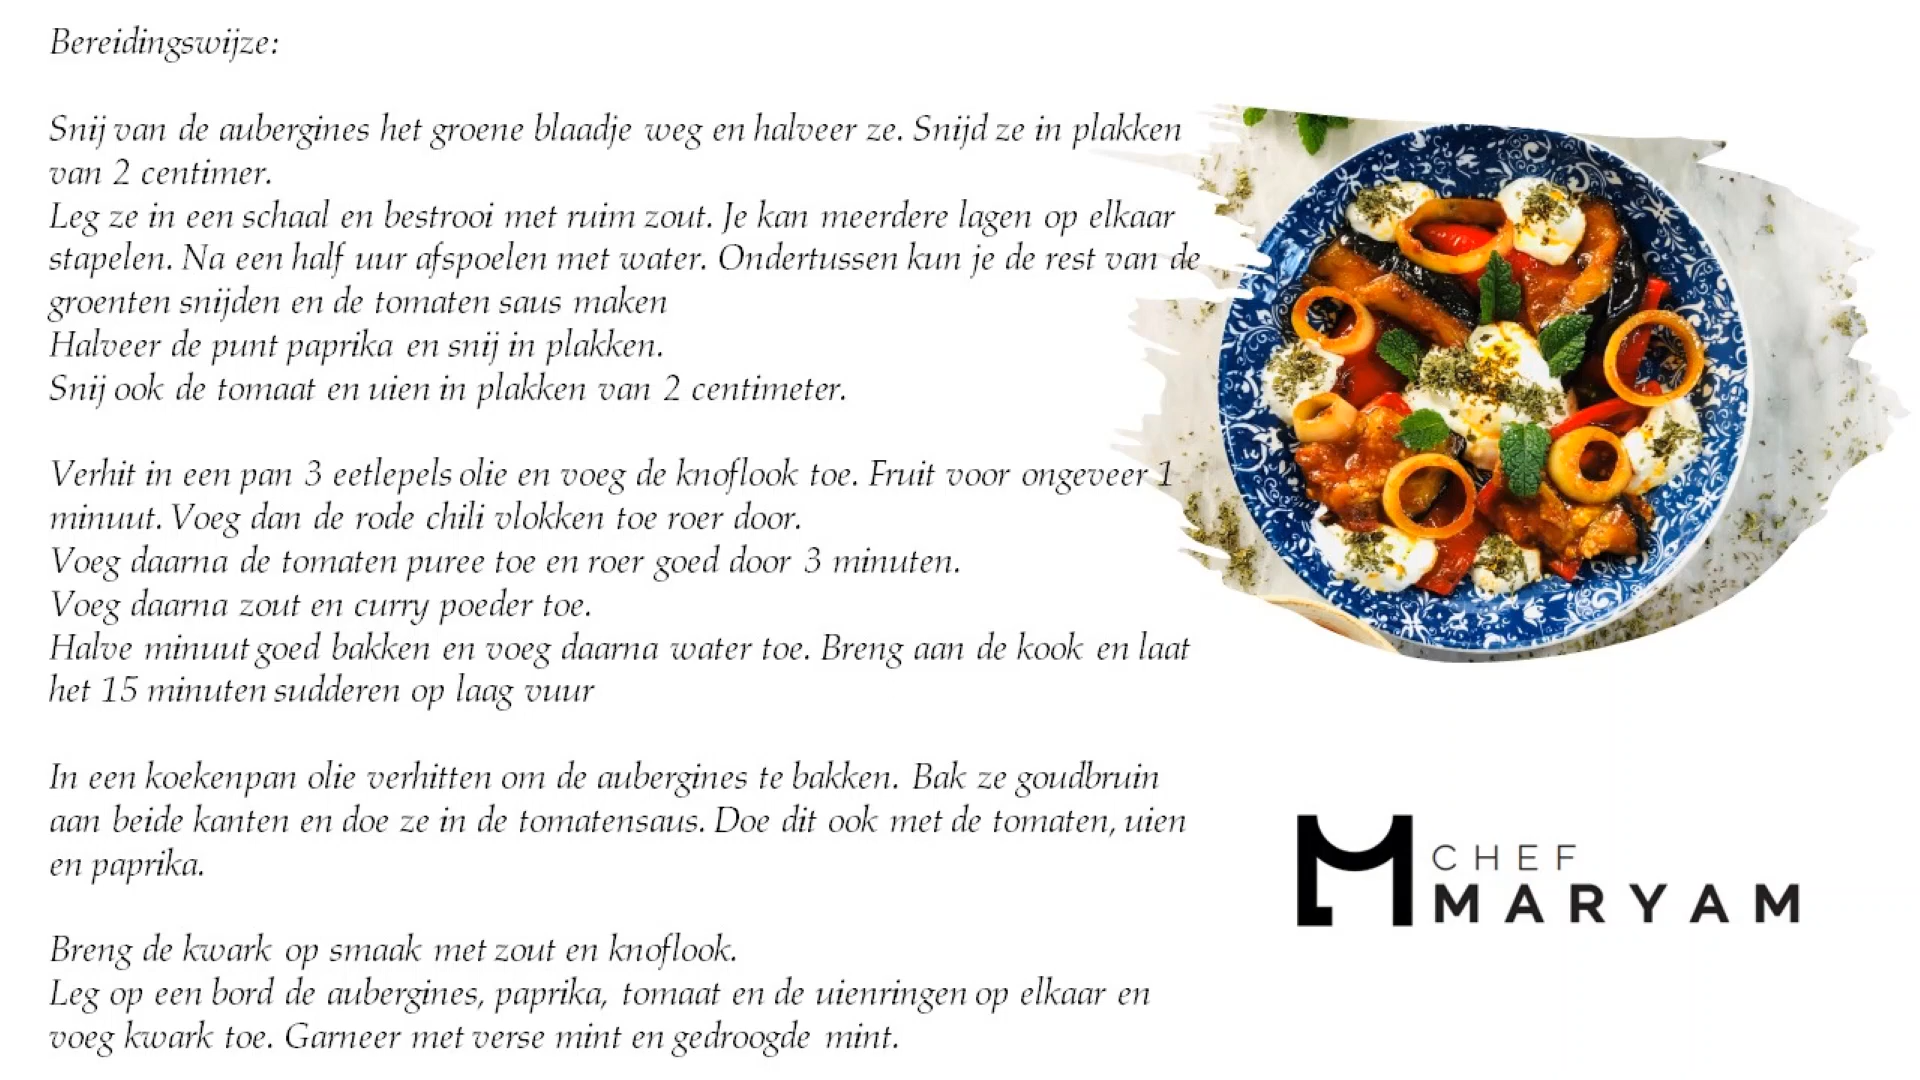 Bereidingswijze:
Snij van de aubergines het groene blaadje weg en halveer ze. Snijd ze in plakken
van 2 centimer.
Leg ze in een schaal en bestrooi met ruim zout. Je kan meerdere lagen op elkaar
stapelen. Na een half uur afspoelen met water. Ondertussen kun je de rest van de
groenten snijden en de tomaten saus maken
Halveer de punt paprika en snij in plakken.
Snij ook de tomaat en uien in plakken van 2 centimeter.
Verhit in een pan 3 eetlepels olie en voeg de knoflook toe. Fruit voor ongeveer 1
minuut. Voeg dan de rode chili vlokken toe roer door.
Voeg daarna de tomaten puree toe en roer goed door 3 minuten.
Voeg daarna zout en curry poeder toe.
Halve minuut goed bakken en voeg daarna water toe. Breng aan de kook en laat
het 15 minuten sudderen op laag vuur
In een koekenpan olie verhitten om de aubergines te bakken. Bak ze goudbruin
aan beide kanten en doe ze in de tomatensaus. Doe dit ook met de tomaten, uien
en paprika.
Breng de kwark op smaak met zout en knoflook.
Leg op een bord de aubergines, paprika, tomaat en de uienringen op elkaar en
voeg kwark toe. Garneer met verse mint en gedroogde mint.
CHEF
MARYAM